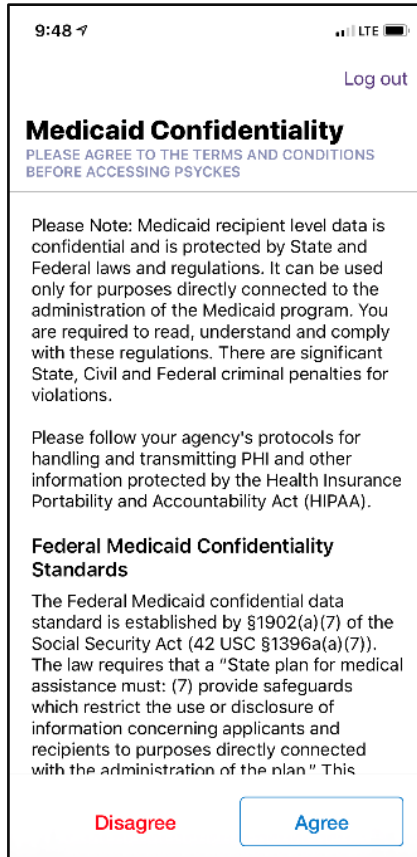 9:48
LTE
Log out
Medicaid Confidentiality
PLEASE AGREE TO THE TERMS AND CONDITIONS
BEFORE ACCESSING PSYCKES
Please Note: Medicaid recipient level data is
confidential and is protected by State and
Federal laws and regulations. It can be used
only for purposes directly connected to the
administration of the Medicaid program. You
are required to read, understand and comply
with these regulations. There are significant
State, Civil and Federal criminal penalties for
violations.
Please follow your agency's protocols for
handling and transmitting PHI and other
information protected by the Health Insurance
Portability and Accountability Act (HIPAA).
Federal Medicaid Confidentiality
Standards
The Federal Medicaid confidential data
standard is established by §1902(a)(7) of the
Social Security Act (42 USC §1396a(a)(7)).
The law requires that a “State plan for medical
assistance must: (7) provide safeguards
which restrict the use or disclosure of
information concerning applicants and
recipients to purposes directly connected
with the administration of the plan.” This
Disagree
Agree